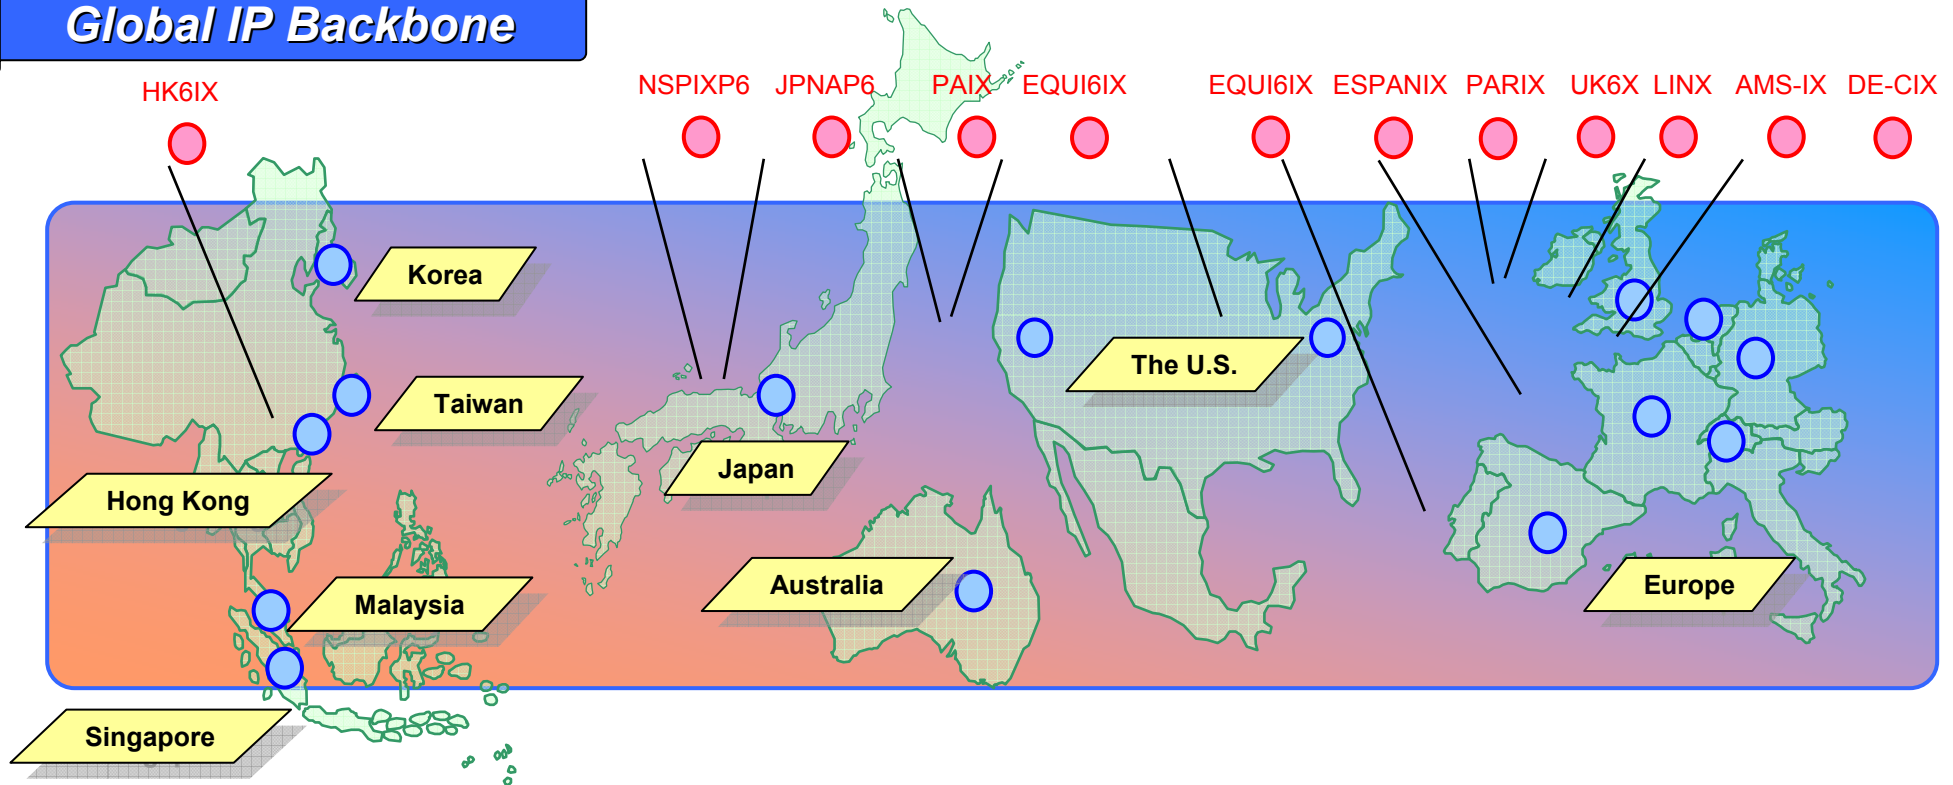 Global IP Backbone
HK6IX
NSPIXP6
JPNAP6
PAIX
EQUI6IX
EQUI6IX
ESPANIX
PARIX
UK6X
LINX
AMS-IX
DE-CIX
Korea
Taiwan
The U.S.
Japan
Hong Kong
Australia
Europe
Malaysia
Singapore